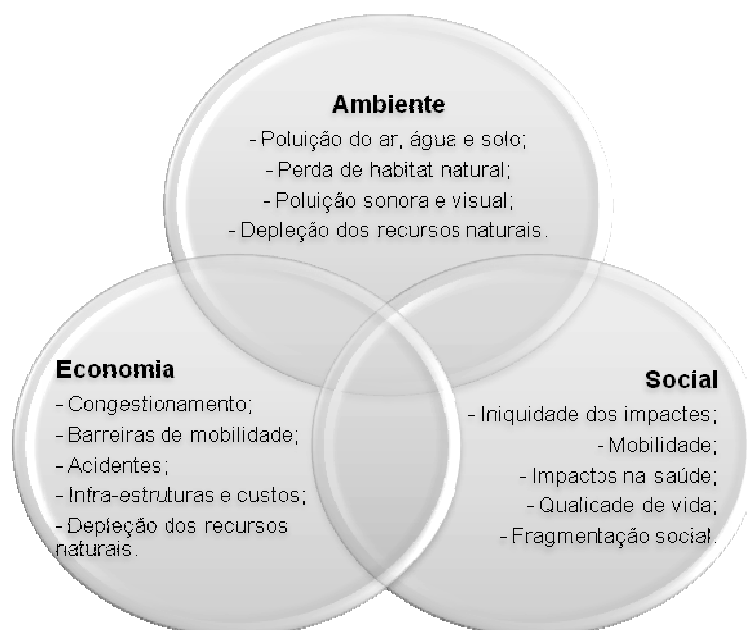 Ambiente
- Poluição do ar, água e solo;
- Perda de habitat natural;
- Poluição sonora e visual;
- Depleção dos recursos naturais.
Economia
- Congestionamento;
- Barreiras de mobilidade;
- Acidentes;
- Infra-estruturas e custos;
- Depleção dos recursos
naturais.
Social
- Iniquidade dos impactes;
- Mobilidade;
- Impactos na saúde;
- Qualidade de vida;
- Fragmentação social.